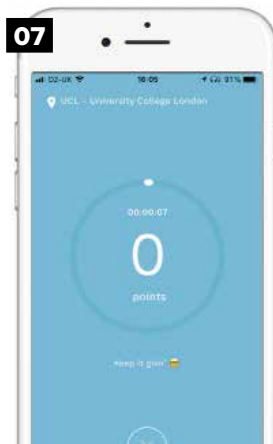 07
O2-UK 16:05 91%
UCL - University College London
00:00:07
0
points
Keep it goin'